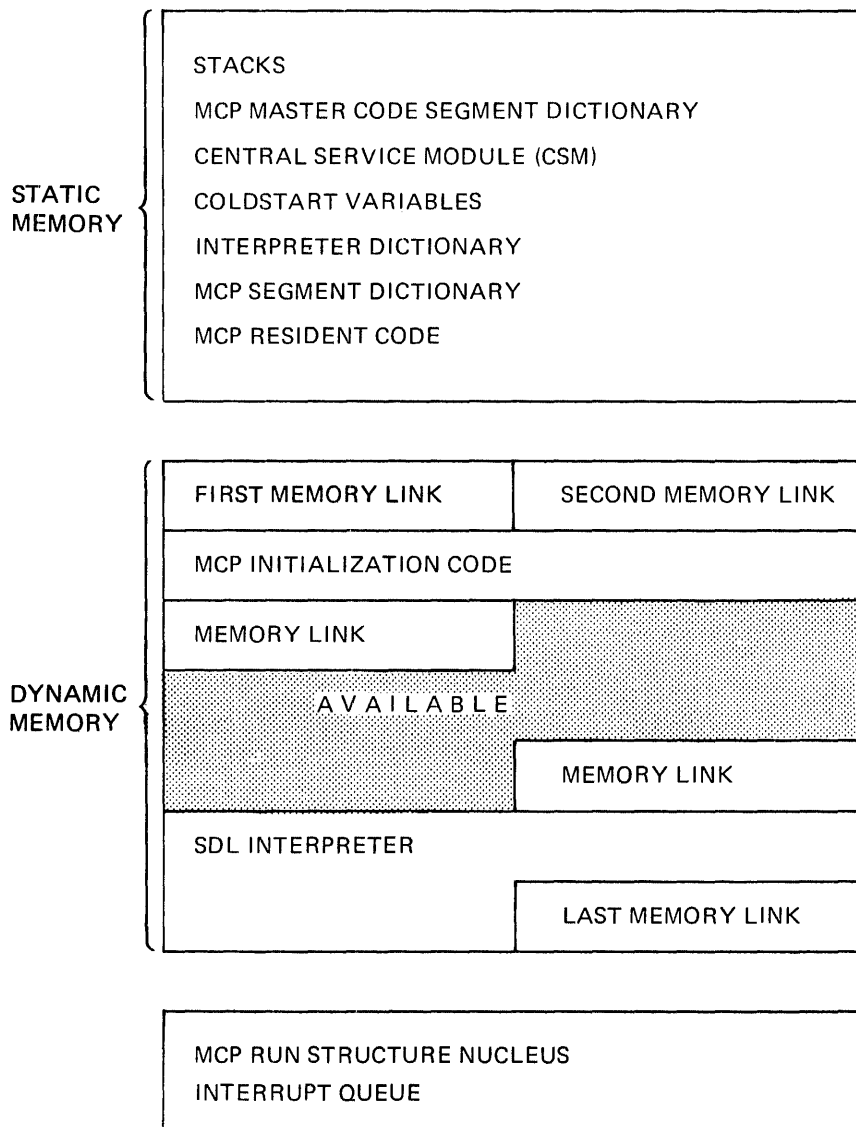 STACKS
MCP MASTER CODE SEGMENT DICTIONARY
CENTRAL SERVICE MODULE (CSM)
STATIC
MEMORY
COLDSTART VARIABLES
INTERPRETER DICTIONARY
MCP SEGMENT DICTIONARY
MCP RESIDENT CODE
FIRST MEMORY LINK
SECOND MEMORY LINK
MCP INITIALIZATION CODE
MEMORY LINK
DYNAMIC
MEMORY
AVAILABLE
MEMORY LINK
SDL INTERPRETER
LAST MEMORY LINK
MCP RUN STRUCTURE NUCLEUS
INTERRUPT QUEUE